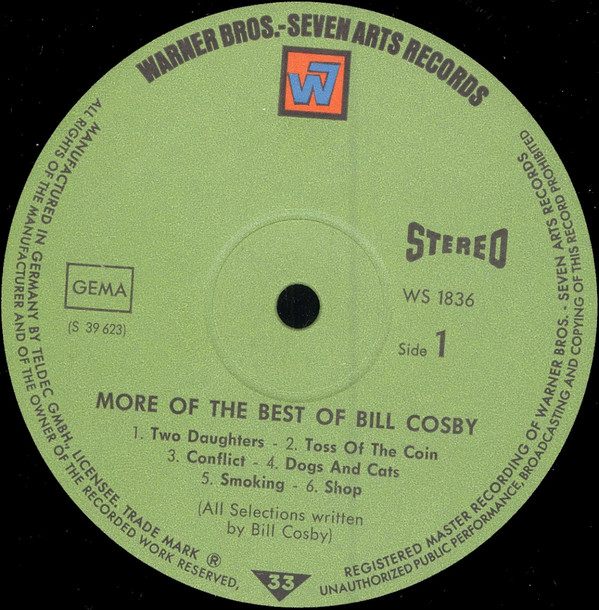 WARNER BROS.-SEVEN ARTS RECORDS
W7
STEREO
GEMA
WS 1836
(S 39 623)
Side 1
MORE OF THE BEST OF BILL COSBY
1. Two Daughters - 2. Toss Of The Coin
3. Conflict - 4. Dogs And Cats
5. Smoking - 6. Shop
(All Selections written
by Bill Cosby)
33
MANUFACTURED IN GERMANY BY TELDEC GMBH., LICENSEE. TRADE MARK ®
ALL RIGHTS OF THE MANUFACTURER AND OF THE OWNER OF THE RECORDED WORK RESERVED,
REGISTERED MASTER RECORDING OF WARNER BROS. - SEVEN ARTS RECORDS
UNAUTHORIZED PUBLIC PERFORMANCE, BROADCASTING AND COPYING OF THIS RECORD PROHIBITED